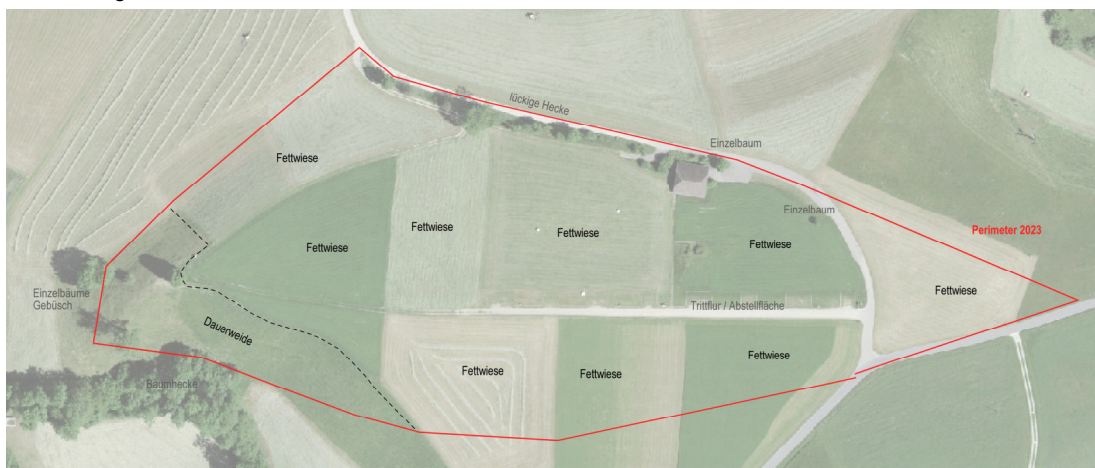 lückige Hecke
Einzelbaum
Fettwiese
Einzelbaum
Fettwiese
Fettwiese
Fettwiese
Fettwiese
Perimeter 2023
Fettwiese
Einzelbäume
Gebüsch
Trittflur / Abstellfläche
Dauerweide
Fettwiese
Fettwiese
Fettwiese
Baumhecke